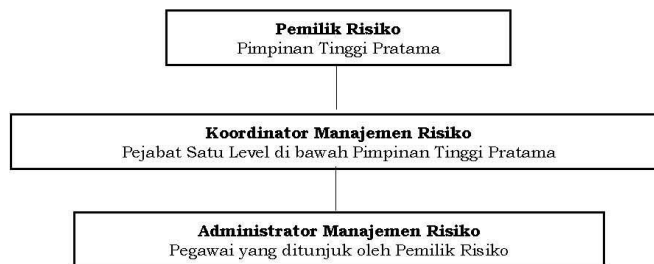 Pemilik Risiko
Pimpinan Tinggi Pratama
Koordinator Manajemen Risiko
Pejabat Satu Level di bawah Pimpinan Tinggi Pratama
Administrator Manajemen Risiko
Pegawai yang ditunjuk oleh Pemilik Risiko